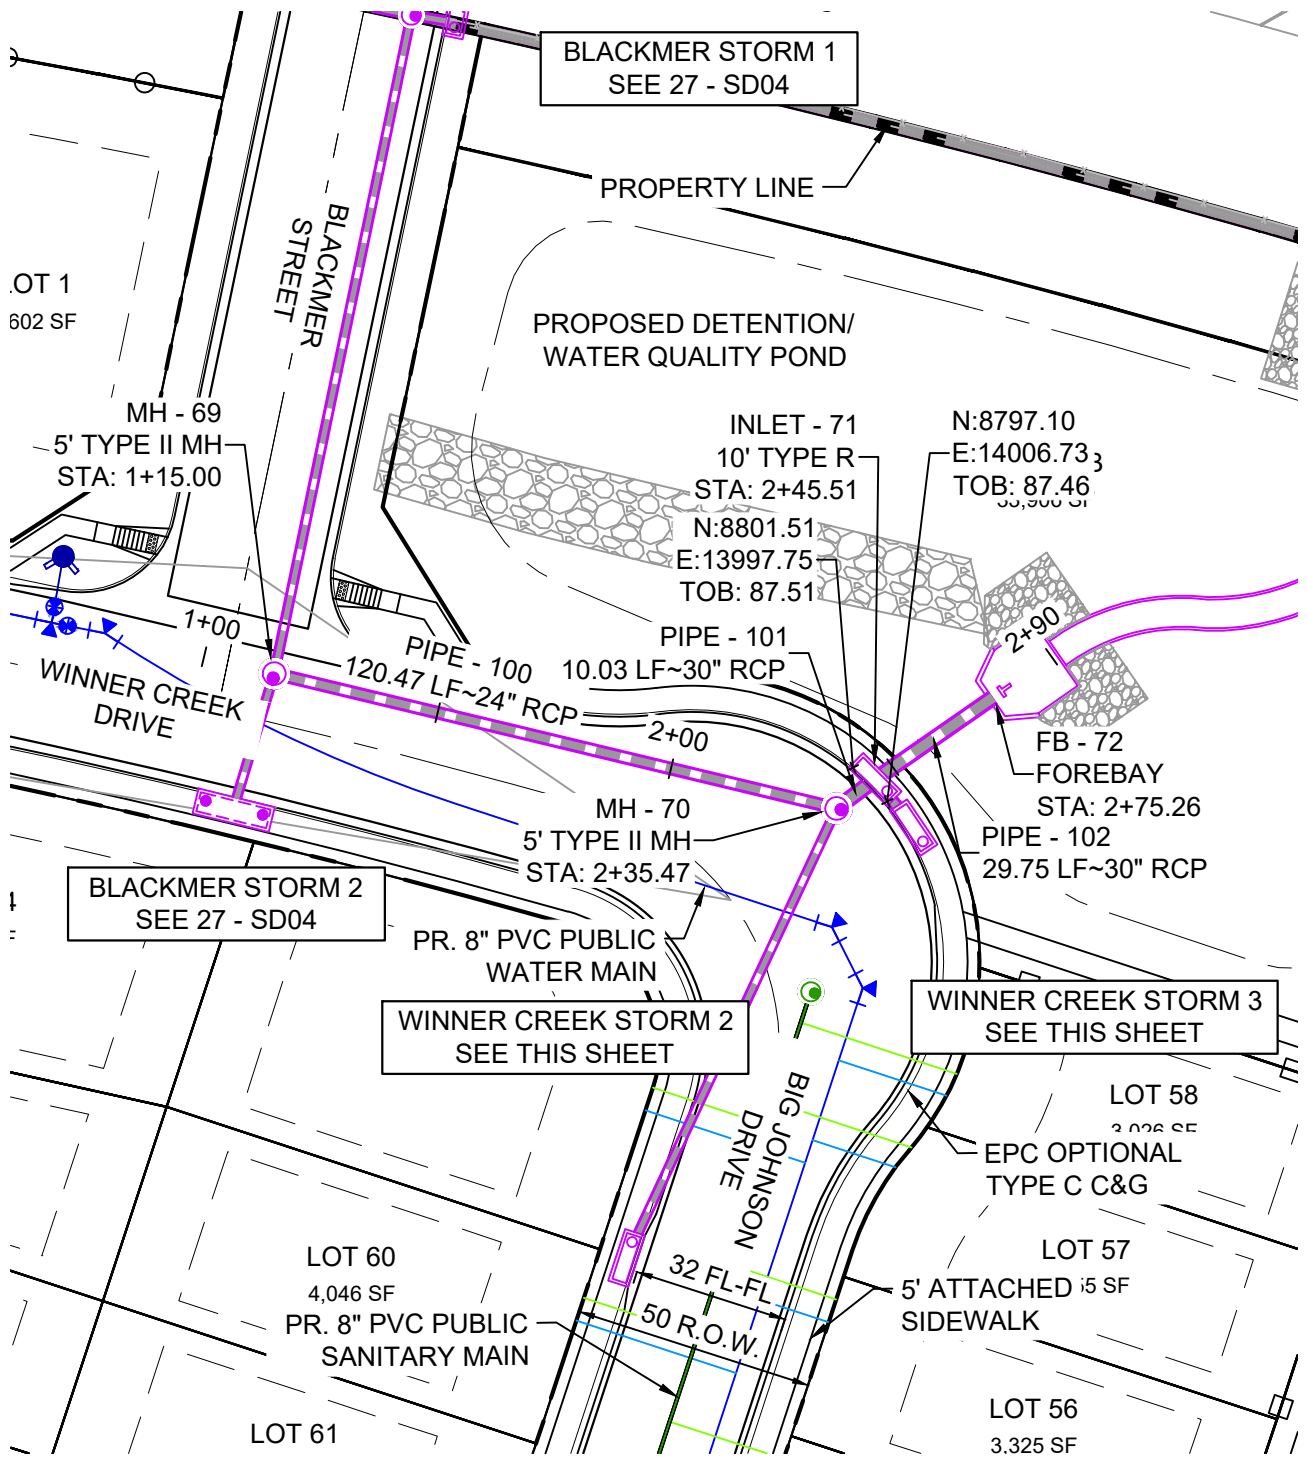 BLACKMER STORM 1
SEE 27 - SD04
PROPERTY LINE
BLACKMER
STREET
LOT 1
602 SF
PROPOSED DETENTION/
WATER QUALITY POND
MH - 69
5' TYPE II MH
STA: 1+15.00
INLET - 71
10' TYPE R
STA: 2+45.51
N:8797.10
E:14006.73
TOB: 87.46
N:8801.51
E:13997.75
TOB: 87.51
1+00
2+90
PIPE - 100
120.47 LF~24" RCP
PIPE - 101
10.03 LF~30" RCP
WINNER CREEK
DRIVE
2+00
FB - 72
FOREBAY
STA: 2+75.26
MH - 70
5' TYPE II MH
STA: 2+35.47
PIPE - 102
29.75 LF~30" RCP
BLACKMER STORM 2
SEE 27 - SD04
PR. 8" PVC PUBLIC
WATER MAIN
WINNER CREEK STORM 2
SEE THIS SHEET
WINNER CREEK STORM 3
SEE THIS SHEET
BIG JOHNSON
DRIVE
LOT 58
3,026 SF
EPC OPTIONAL
TYPE C C&G
LOT 60
4,046 SF
LOT 57
5 SF
32 FL-FL
5' ATTACHED
SIDEWALK
50 R.O.W.
PR. 8" PVC PUBLIC
SANITARY MAIN
LOT 61
LOT 56
3,325 SF